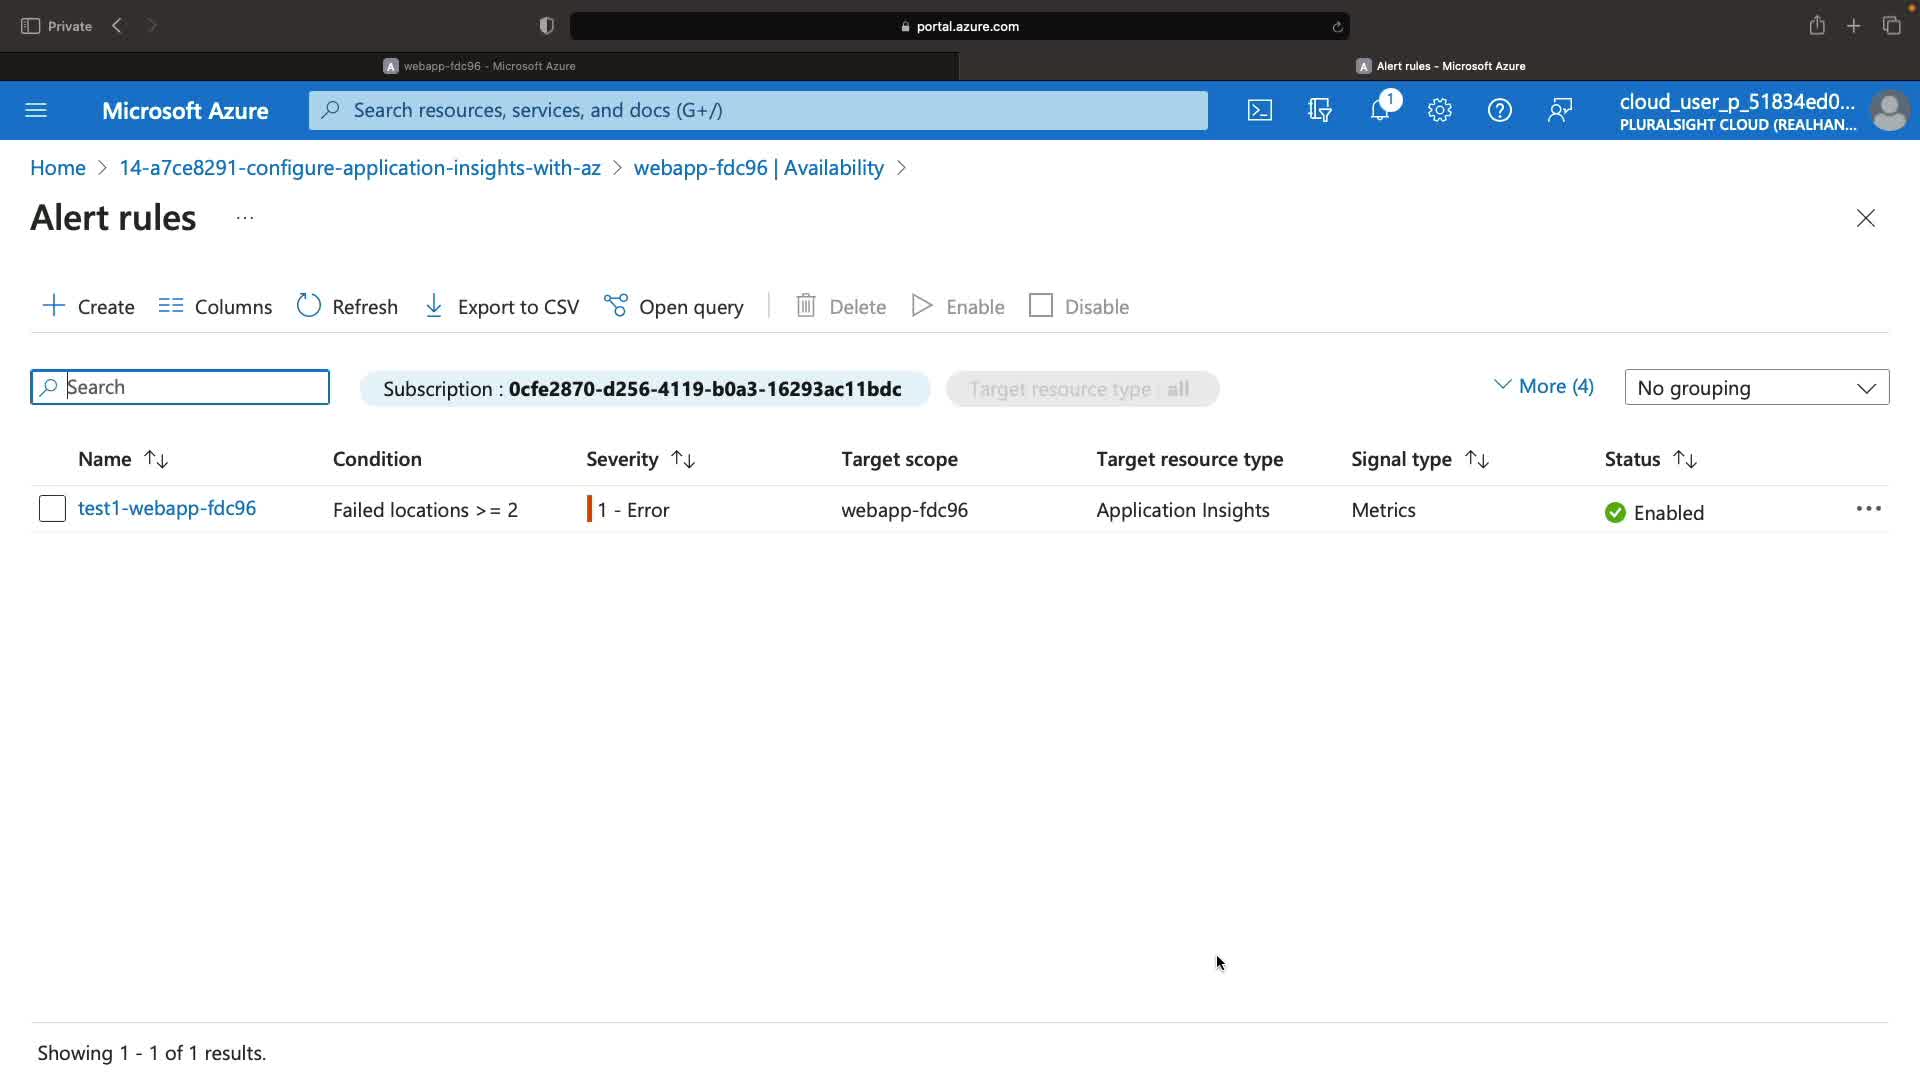 Private
portal.azure.com
A webapp-fdc96 - Microsoft Azure
A Alert rules - Microsoft Azure
Microsoft Azure
Search resources, services, and docs (G+/)
1
cloud_user_p_51834ed0...
PLURALSIGHT CLOUD (REALHAN...
Home > 14-a7ce8291-configure-application-insights-with-az > webapp-fdc96 | Availability >
Alert rules ...
Create Columns Refresh Export to CSV Open query Delete Enable Disable
Search
Subscription : 0cfe2870-d256-4119-b0a3-16293ac11bdc
Target resource type : all
More (4)
No grouping
Name Condition Severity Target scope Target resource type Signal type Status
test1-webapp-fdc96 Failed locations >= 2 1 - Error webapp-fdc96 Application Insights Metrics Enabled
Showing 1 - 1 of 1 results.